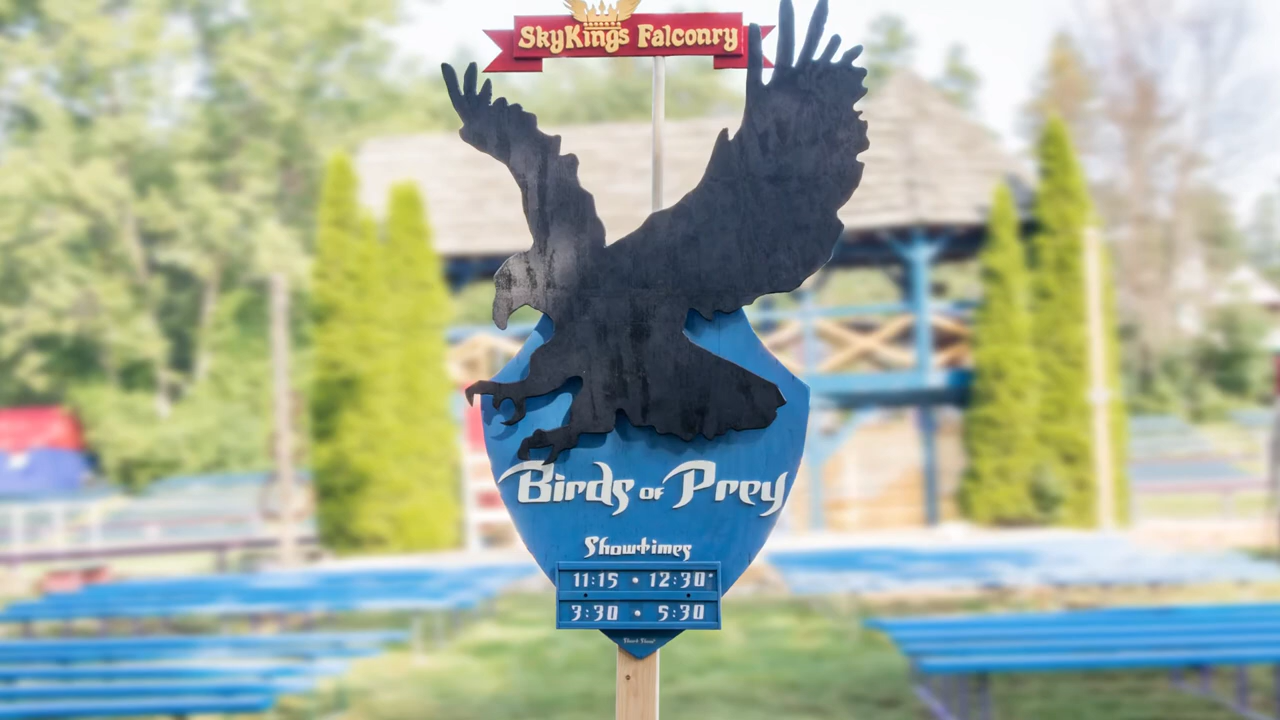 SkyKings Falconry
Birds of Prey
Showtimes
11:15 • 12:30
3:30 • 5:30